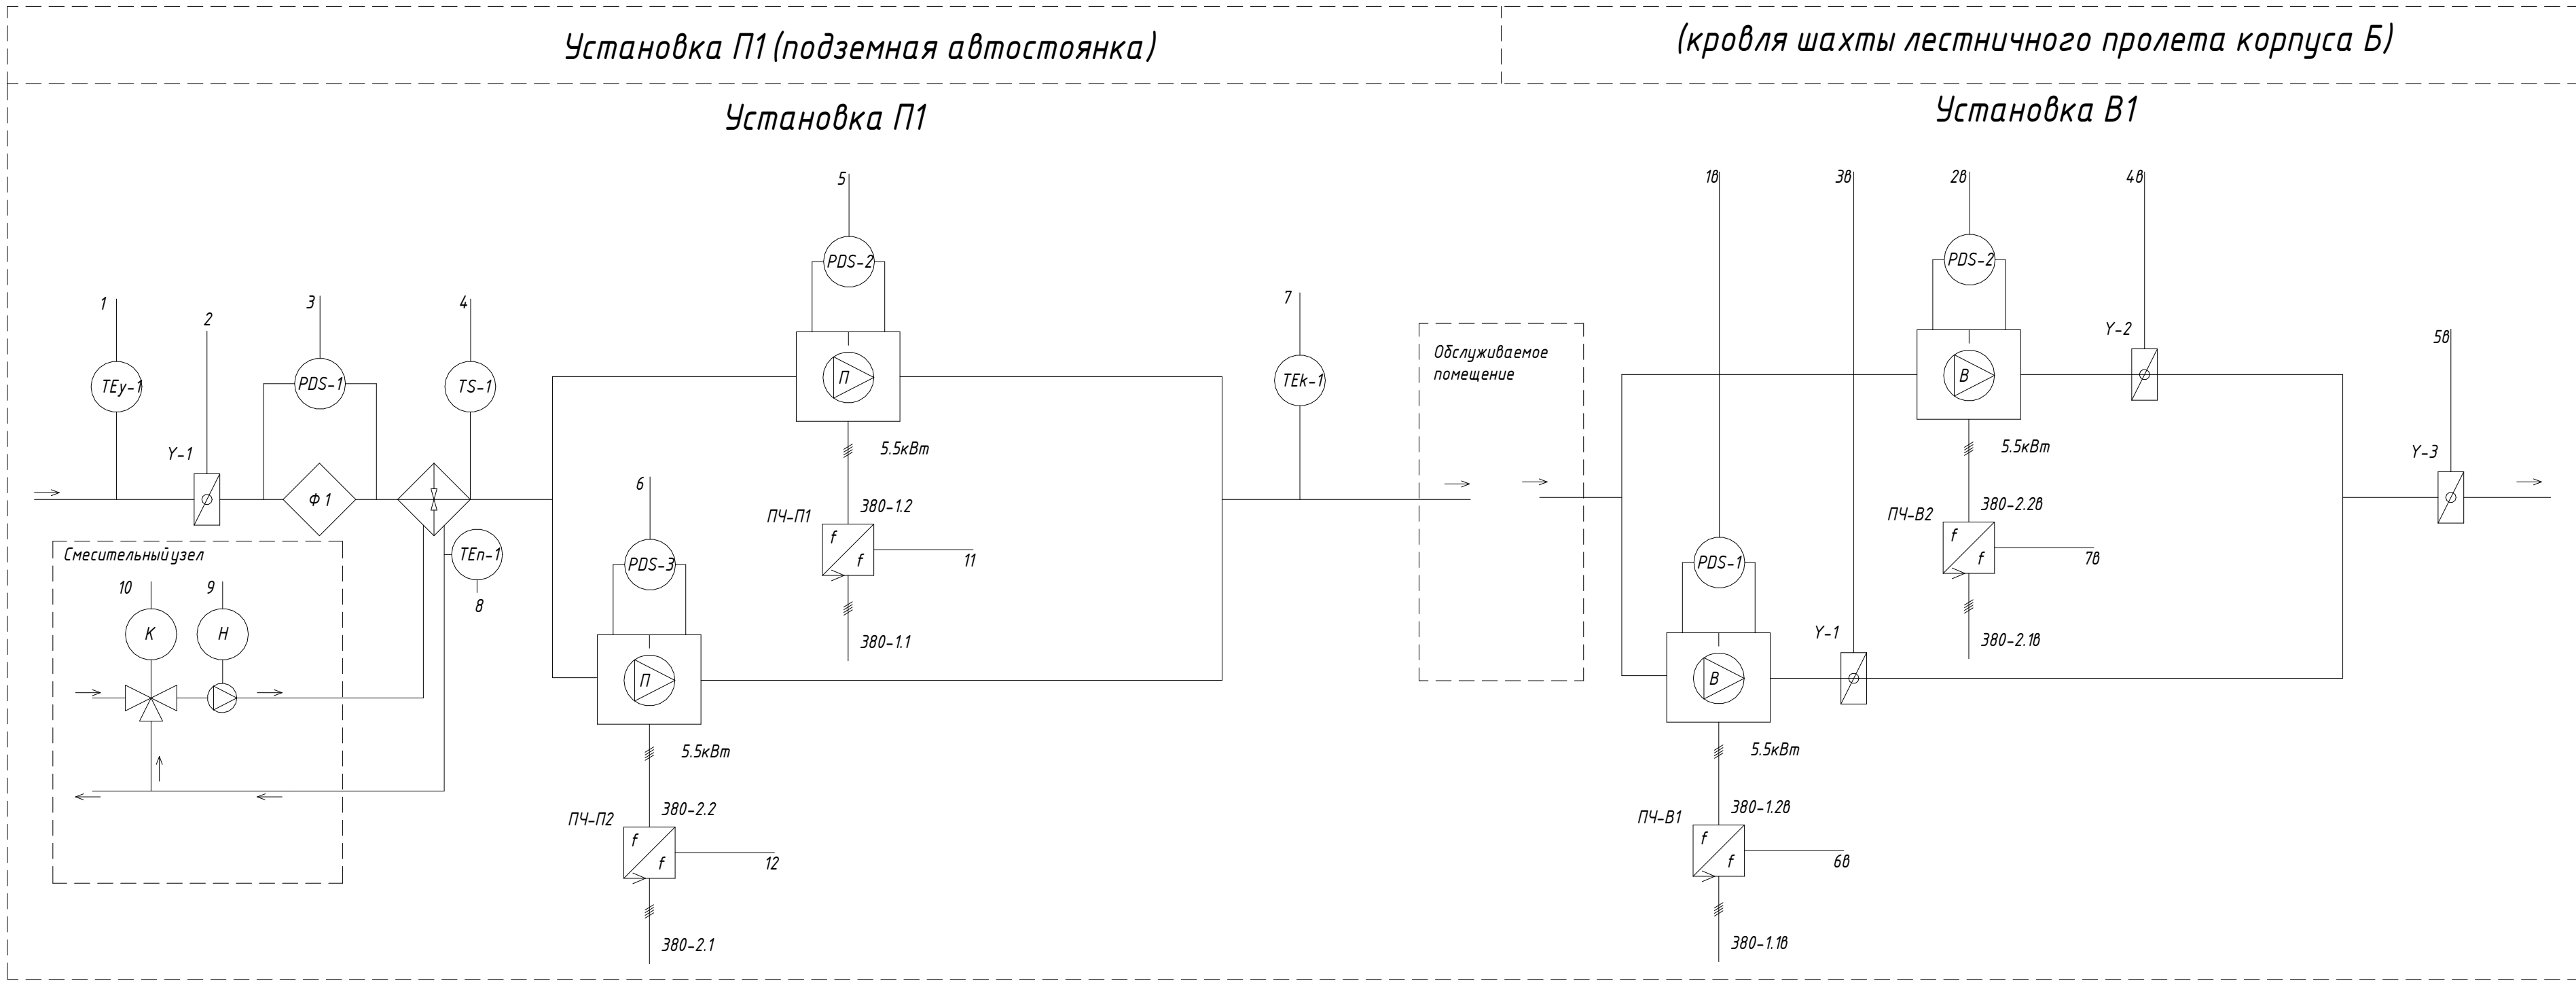 Установка П1 (подземная автостоянка)
(кровля шахты лестничного пролета корпуса Б)
Установка П1
Установка В1
5
1в
3в
2в
4в
PDS-2
PDS-2
1
2
3
4
7
Y-2
5в
TEy-1
PDS-1
TS-1
П
TEk-1
Обслуживаемое
помещение
В
Y-1
5.5кВт
5.5кВт
Y-3
Ф1
6
ПЧ-П1
380-1.2
ПЧ-В2
380-2.2в
f
f
11
f
f
7в
Смесительный узел
TEn-1
PDS-3
PDS-1
10
9
8
К
Н
380-1.1
Y-1
380-2.1в
П
В
5.5кВт
5.5кВт
ПЧ-П2
380-2.2
ПЧ-В1
380-1.2в
f
f
12
f
f
6в
380-2.1
380-1.1в